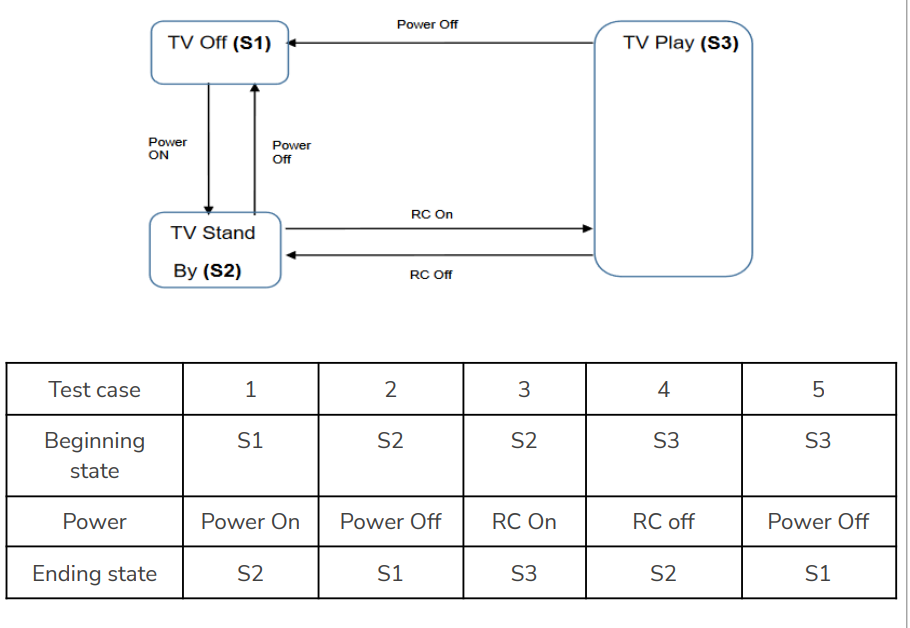 Power Off
TV Off (S1)
TV Play (S3)
Power
ON
Power
Off
RC On
TV Stand
By (S2)
RC Off
Test case 1 2 3 4 5
Beginning
state S1 S2 S2 S3 S3
Power Power On Power Off RC On RC off Power Off
Ending state S2 S1 S3 S2 S1